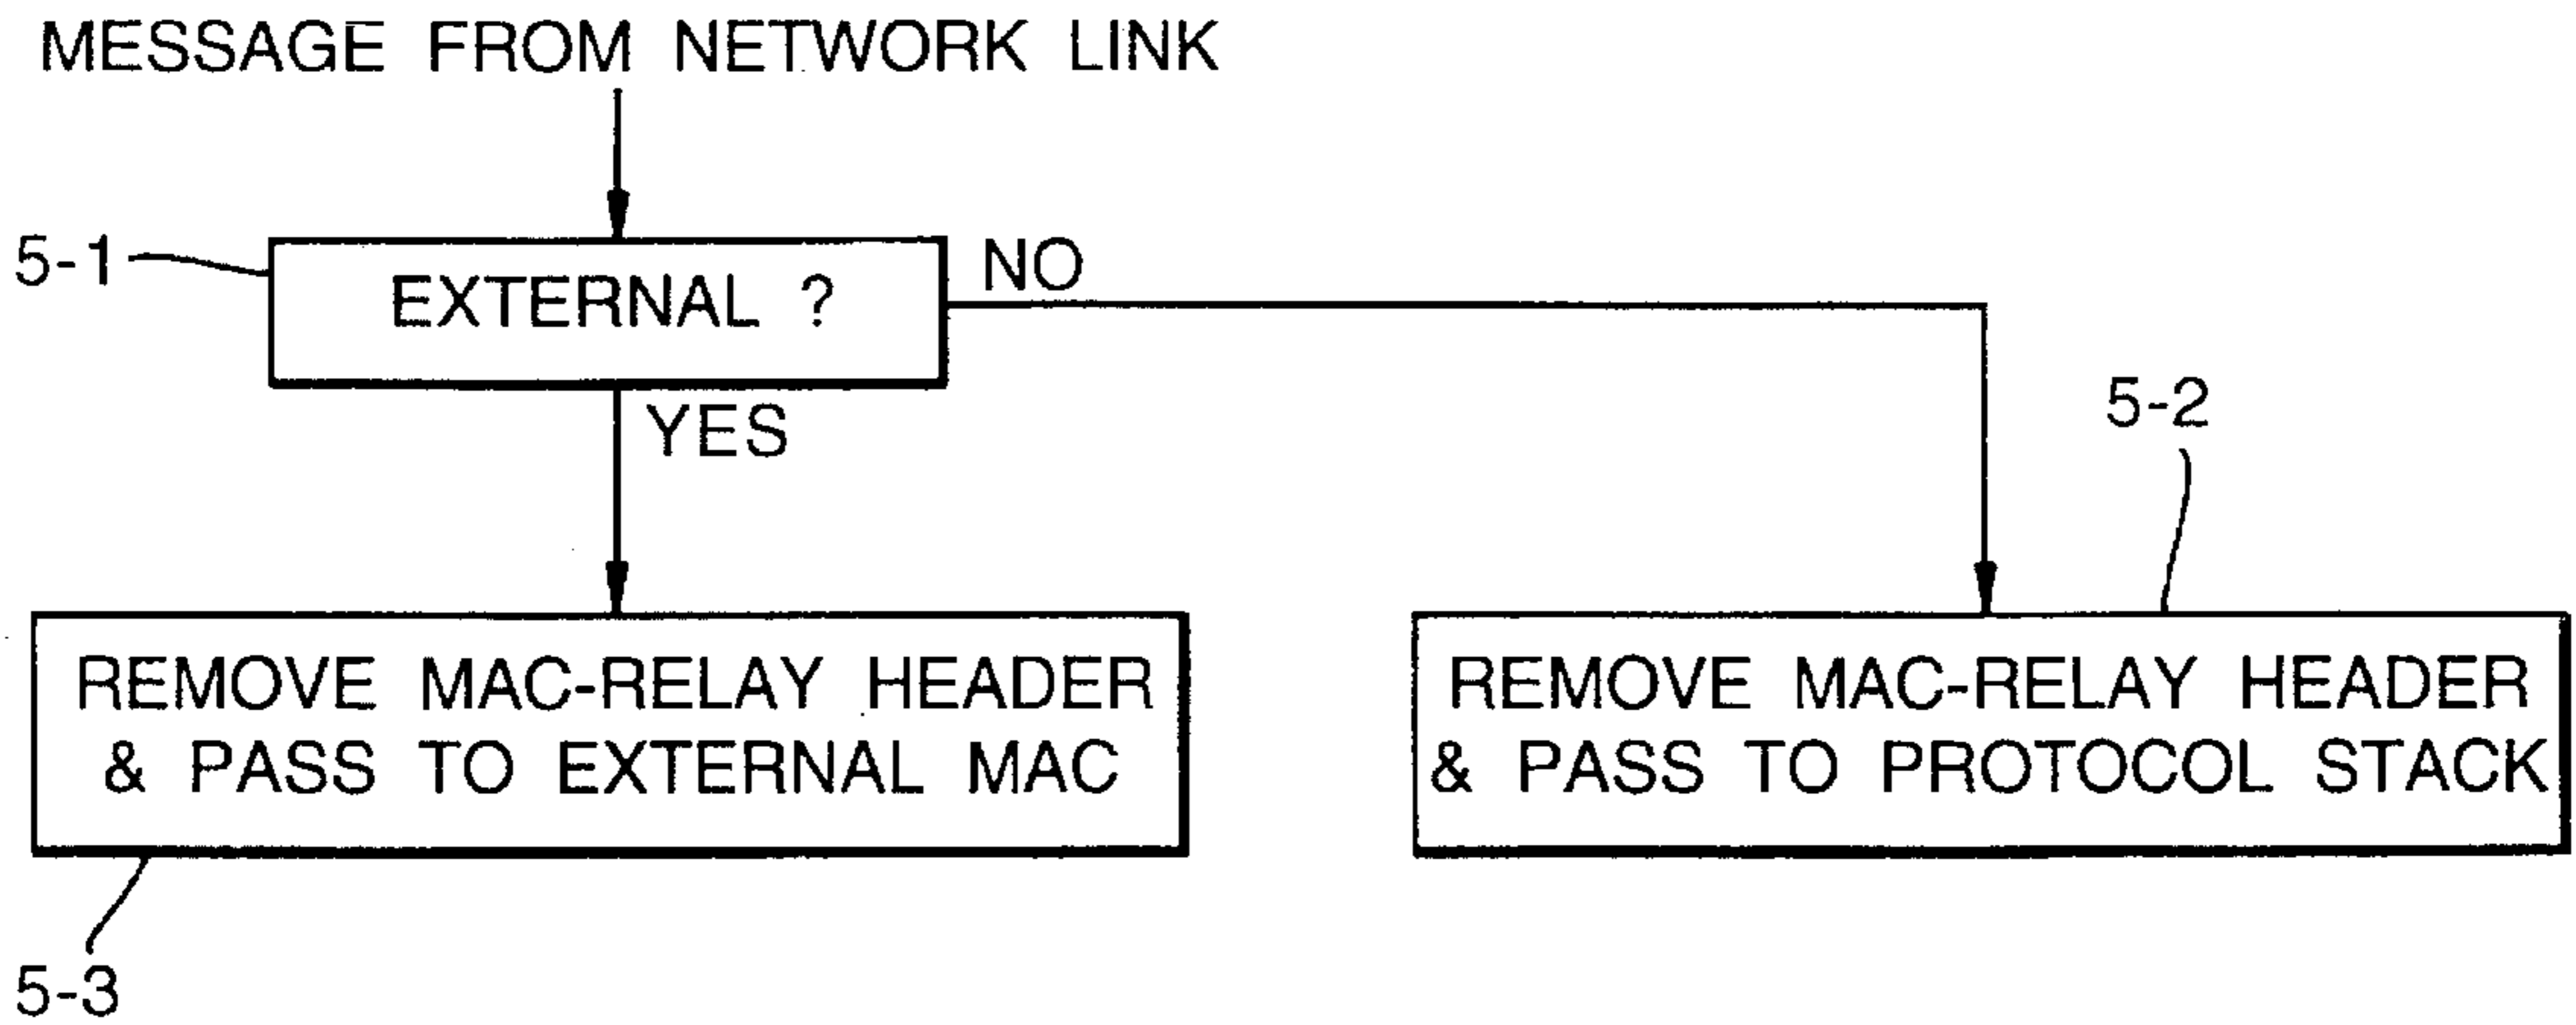 MESSAGE FROM NETWORK LINK
5-1
EXTERNAL ?
NO
YES
5-2
REMOVE MAC-RELAY HEADER
& PASS TO EXTERNAL MAC
REMOVE MAC-RELAY HEADER
& PASS TO PROTOCOL STACK
5-3